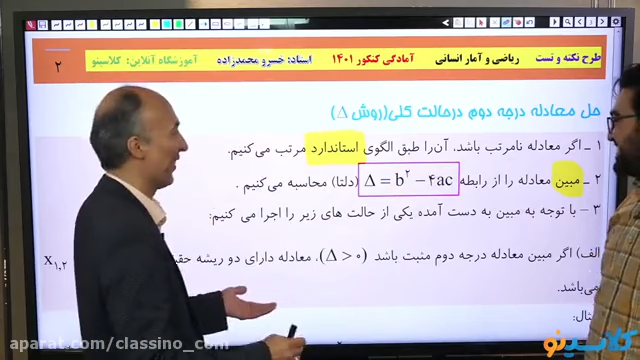 طرح نکته و تست ریاضی و آمار انسانی آمادگی کنکور ۱۴۰۱ استاد: خسرو محمدزاده آموزشگاه آنلاین: کلاسینو ۲
حل معادله درجه دوم درحالت کلی(روش Δ)
۱ ــ اگر معادله نامرتب باشد، آن‌را طبق الگوی استاندارد مرتب می‌کنیم.
۲ ــ مبین معادله را از رابطه Δ = b² − ۴ac (دلتا) محاسبه می‌کنیم .
۳ – با توجه به مبین به دست آمده یکی از حالت های زیر را اجرا می‌کنیم:
الف) اگر مبین معادله درجه دوم مثبت باشد (Δ > ۰)، معادله دارای دو ریشه x۱,۲
می‌باشد.
مثال:
aparat.com/classino_com
کلاسینو